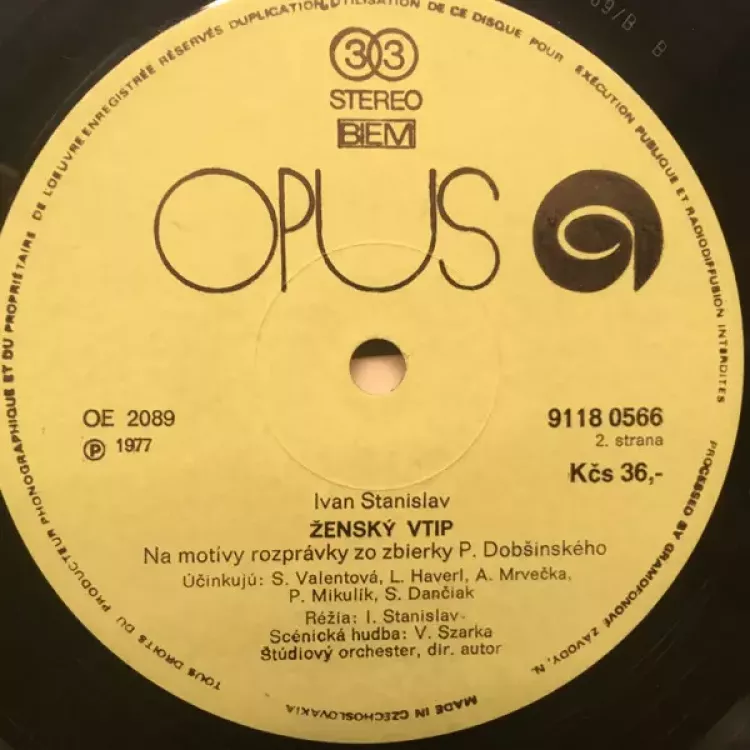 TOUS DROITS DU PRODUCTEUR PHONOGRAPHIQUE ET DU PROPRIÉTAIRE DE L'OEUVRE ENREGISTRÉE RÉSERVÉS DUPLICATION, UTILISATION DE CE DISQUE POUR EXÉCUTION PUBLIQUE ET RADIODIFFUSION INTERDITES
69/B B
33
STEREO
BIEM
OPUS
OE 2089
Ⓟ 1977
9118 0566
2. strana
Kčs 36,-
Ivan Stanislav
ŽENSKÝ VTIP
Na motívy rozprávky zo zbierky P. Dobšinského
Účinkujú: S. Valentová, L. Haverl, A. Mrvečka,
P. Mikulík, S. Dančiak
Réžia: I. Stanislav
Scénická hudba: V. Szarka
Štúdiový orchester, dir. autor
PROCESSED BY GRAMOFONOVÉ ZÁVODY, N.
MADE IN CZECHOSLOVAKIA